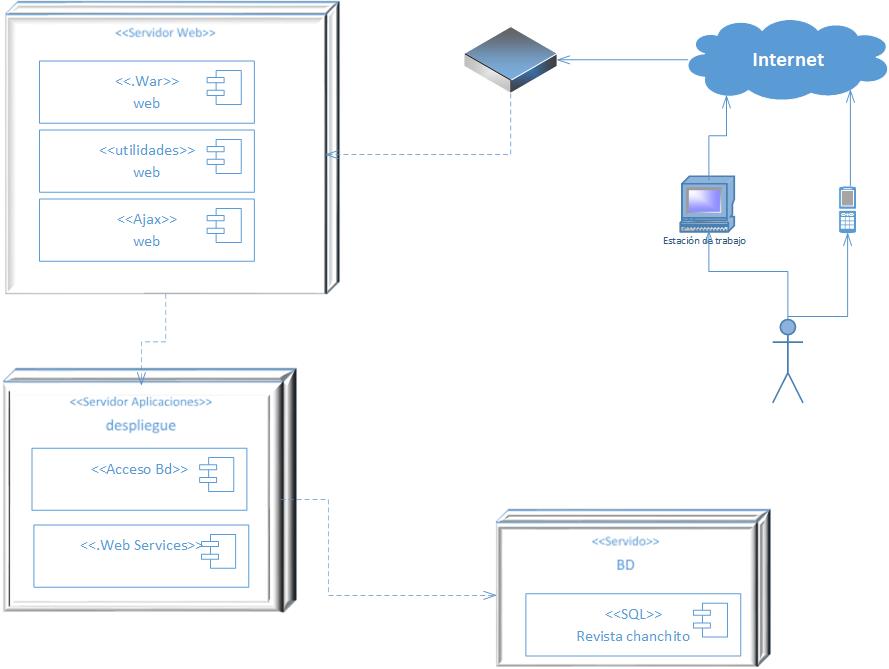 <<Servidor Web>>
<<.War>>
web
<<utilidades>>
web
<<Ajax>>
web
Internet
Estación de trabajo
<<Servidor Aplicaciones>>
despliegue
<<Acceso Bd>>
<<.Web Services>>
<<Servido>>
BD
<<SQL>>
Revista chanchito